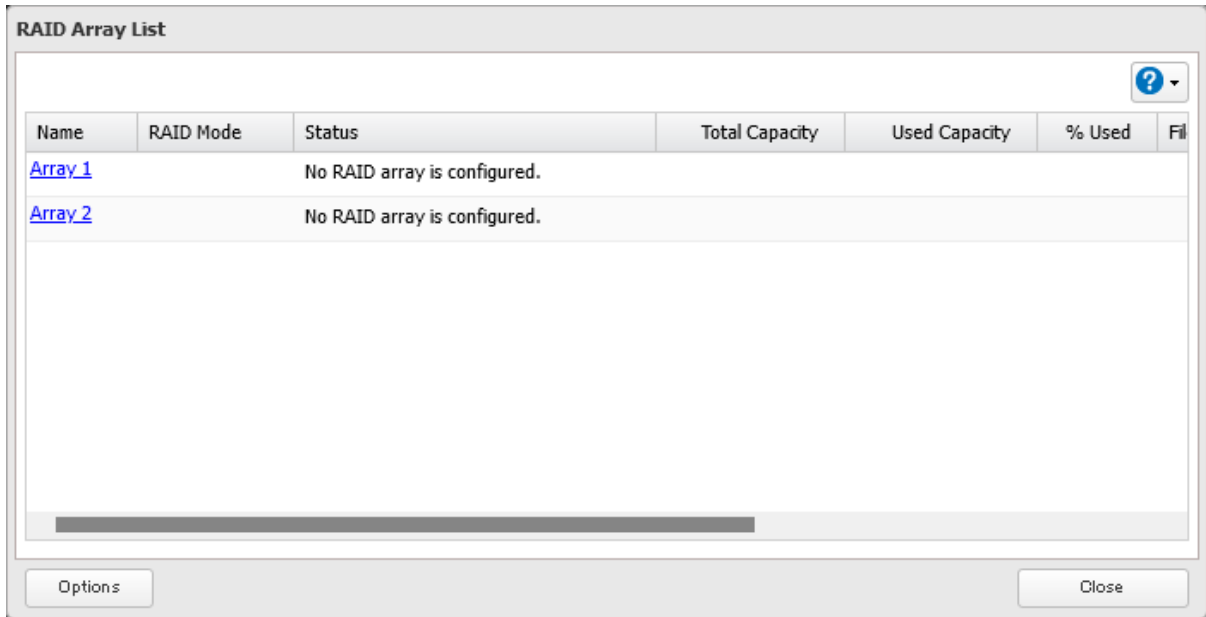 RAID Array List
Name RAID Mode Status Total Capacity Used Capacity % Used Fil
Array 1 No RAID array is configured.
Array 2 No RAID array is configured.
Options Close